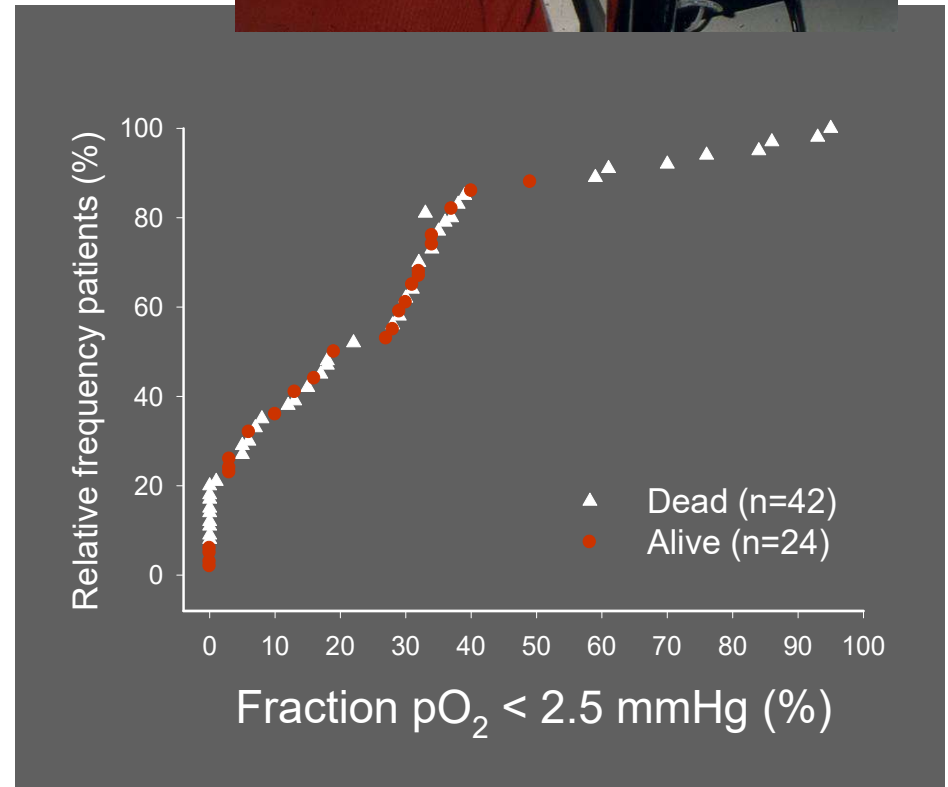 Relative frequency patients (%)
100
80
60
40
20
0
Dead (n=42)
Alive (n=24)
0 10 20 30 40 50 60 70 80 90 100
Fraction pO₂ < 2.5 mmHg (%)